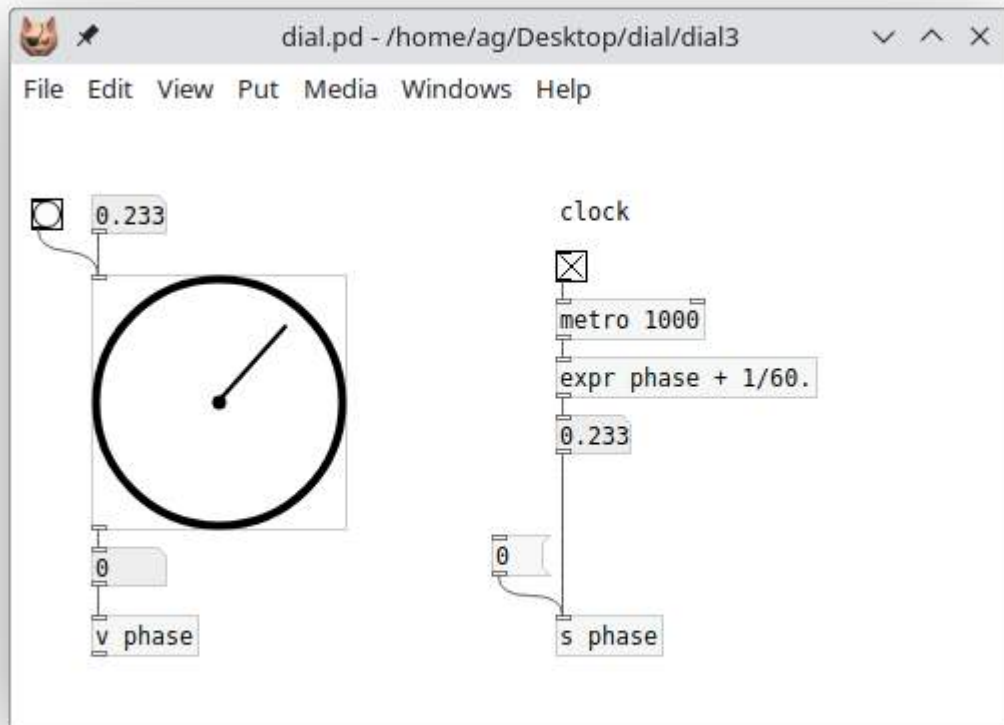 dial.pd - /home/ag/Desktop/dial/dial3
File Edit View Put Media Windows Help
0.233
clock
metro 1000
expr phase + 1/60.
0.233
0
0
v phase
s phase